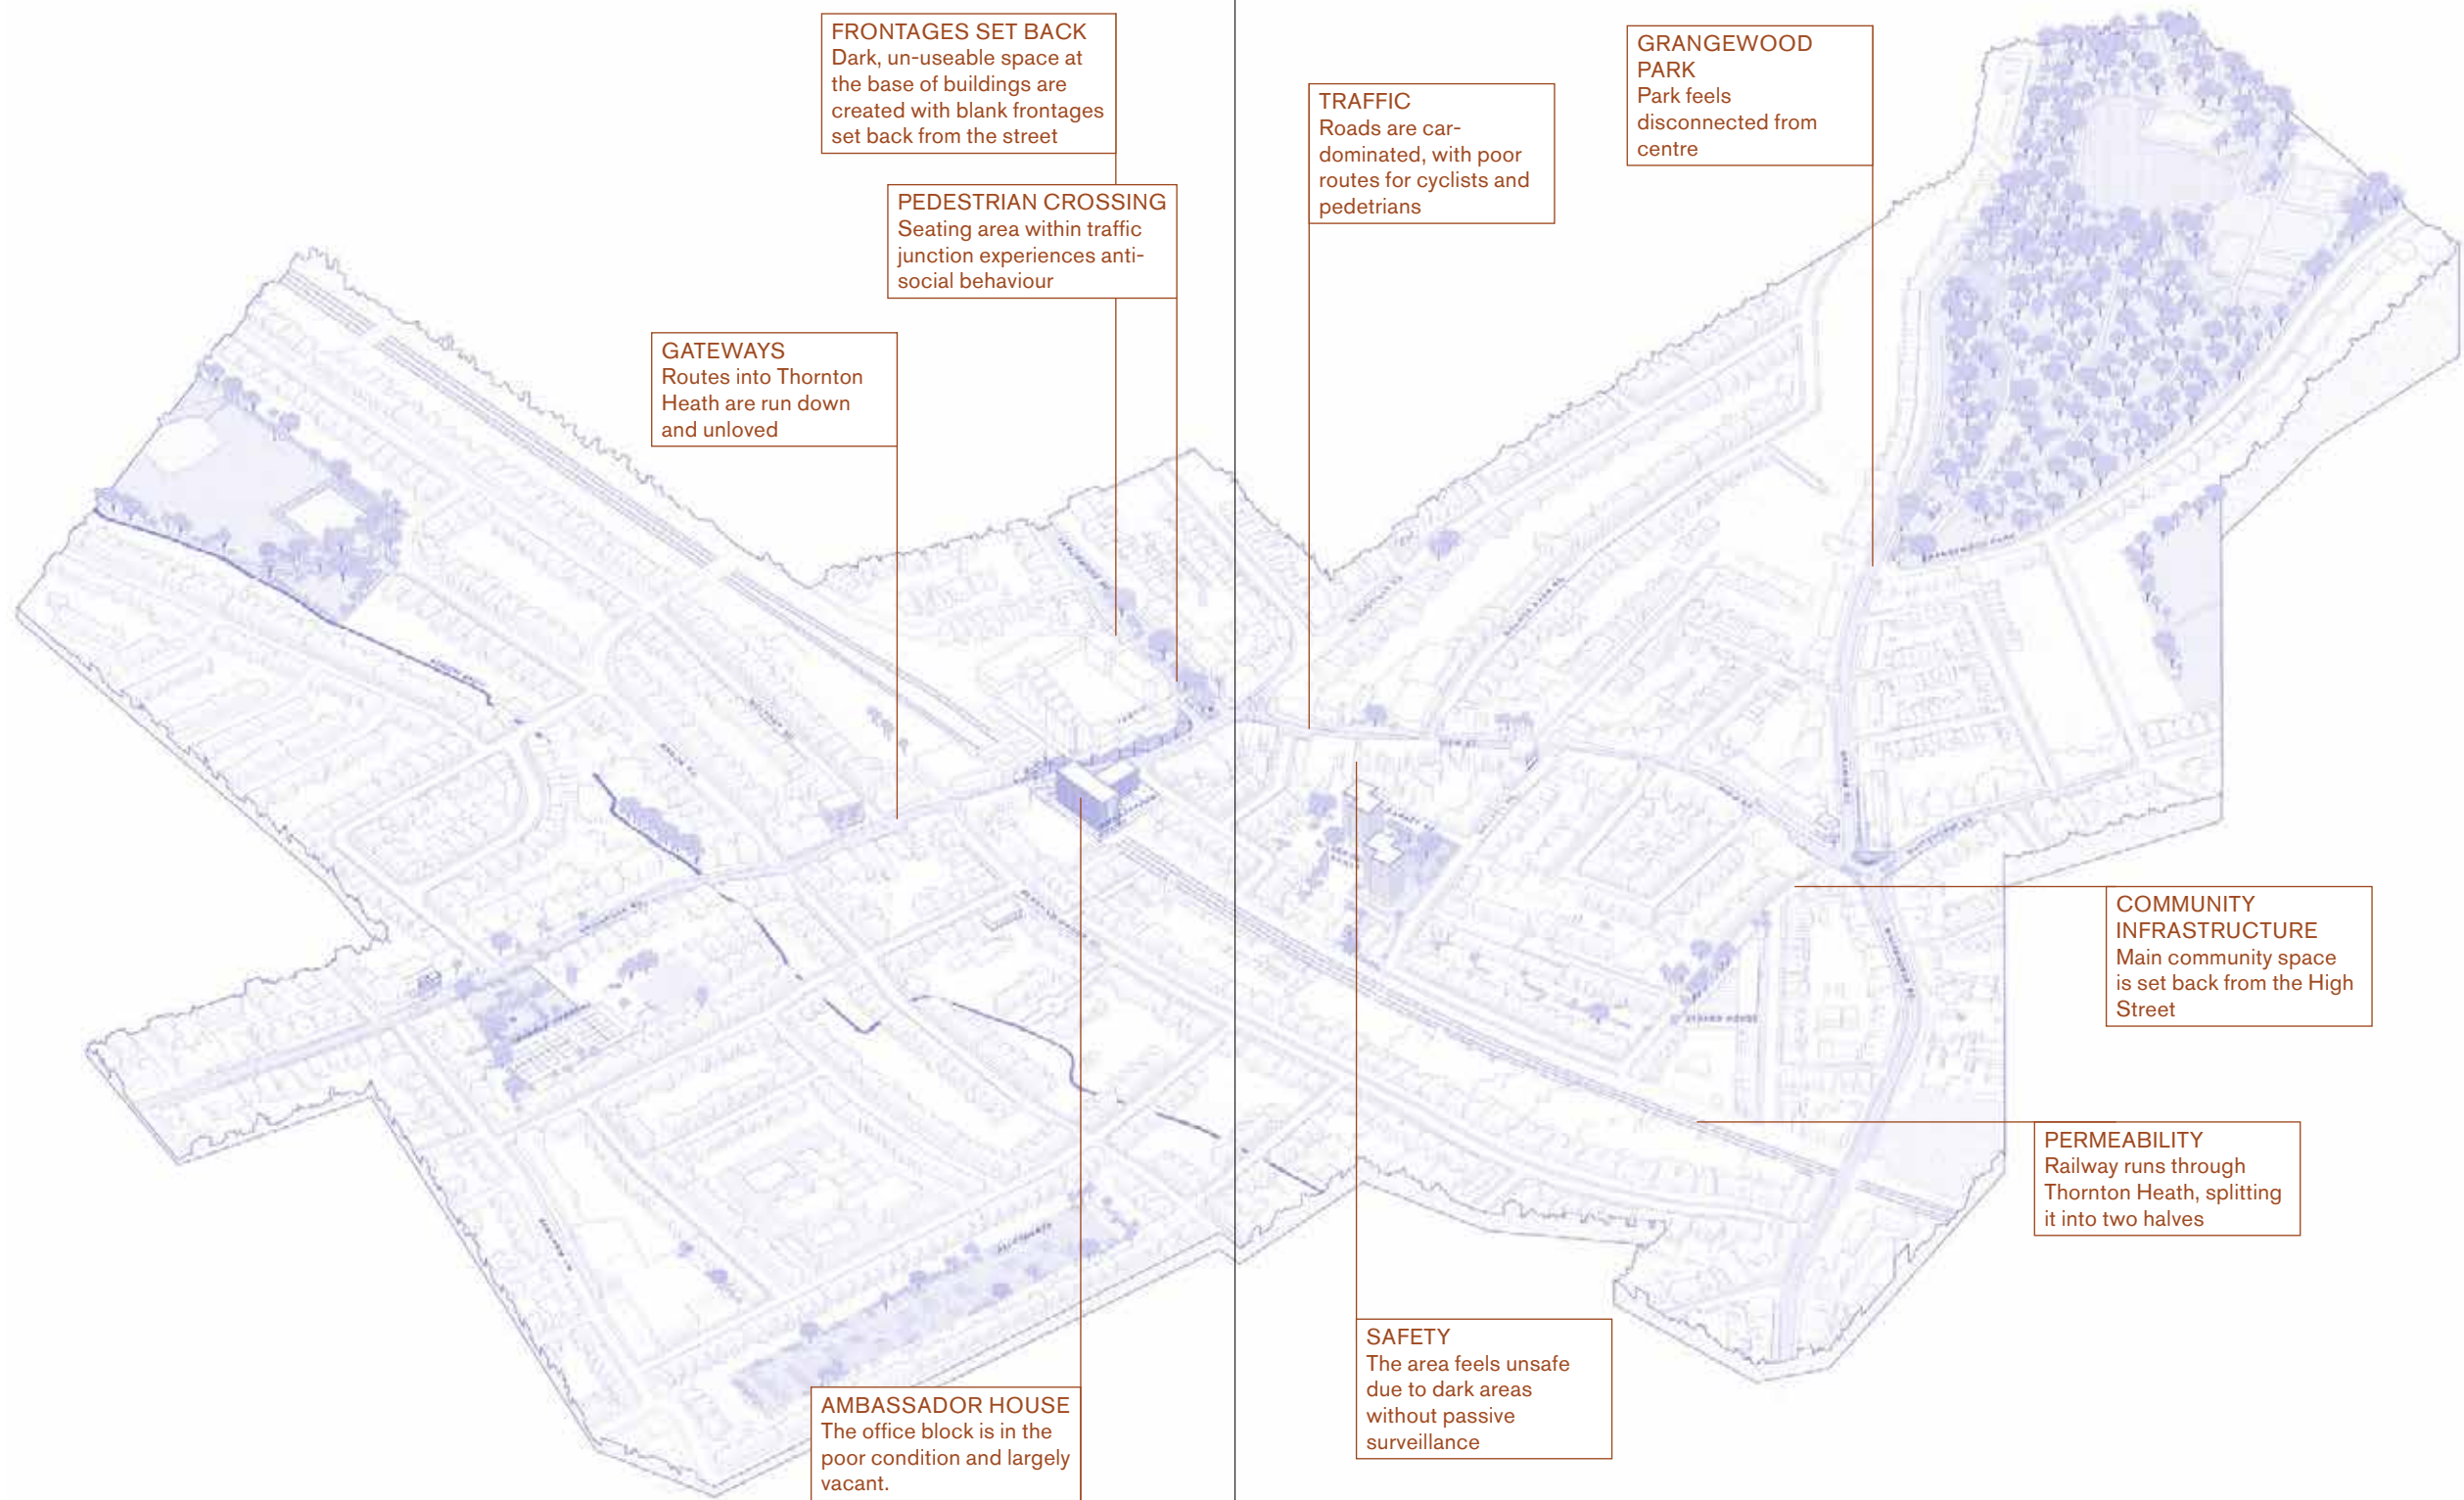 FRONTAGES SET BACK
Dark, un-useable space at
the base of buildings are
created with blank frontages
set back from the street
PEDESTRIAN CROSSING
Seating area within traffic
junction experiences anti-
social behaviour
GATEWAYS
Routes into Thornton
Heath are run down
and unloved
TRAFFIC
Roads are car-
dominated, with poor
routes for cyclists and
pedetrians
GRANGEWOOD
PARK
Park feels
disconnected from
centre
COMMUNITY
INFRASTRUCTURE
Main community space
is set back from the High
Street
PERMEABILITY
Railway runs through
Thornton Heath, splitting
it into two halves
SAFETY
The area feels unsafe
due to dark areas
without passive
surveillance
AMBASSADOR HOUSE
The office block is in the
poor condition and largely
vacant.